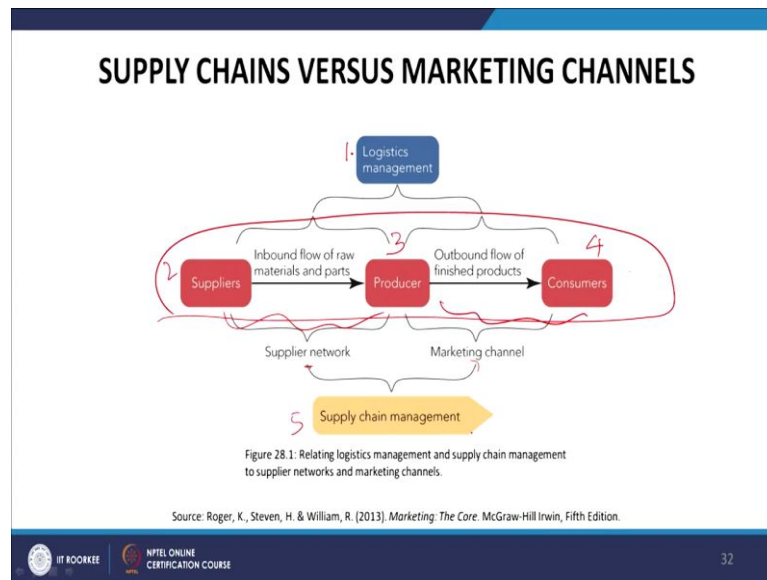 SUPPLY CHAINS VERSUS MARKETING CHANNELS
1.
Logistics
management
2
3
4
Inbound flow of raw
materials and parts
Outbound flow of
finished products
Suppliers
Producer
Consumers
Supplier network
Marketing channel
5
Supply chain management
Figure 28.1: Relating logistics management and supply chain management
to supplier networks and marketing channels.
Source: Roger, K., Steven, H. & William, R. (2013). Marketing: The Core. McGraw-Hill Irwin, Fifth Edition.
IIT ROORKEE
NPTEL ONLINE
CERTIFICATION COURSE
32